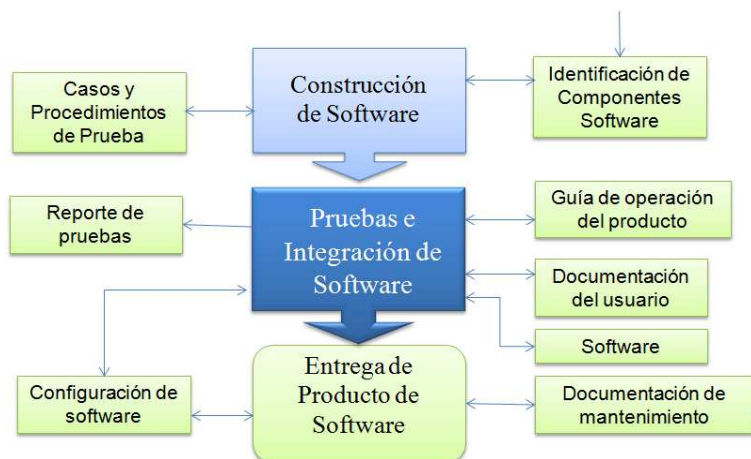 Casos y
Procedimientos
de Prueba
Construcción
de Software
Identificación de
Componentes
Software
Reporte de
pruebas
Pruebas e
Integración de
Software
Guía de operación
del producto
Documentación
del usuario
Software
Configuración de
software
Entrega de
Producto de
Software
Documentación de
mantenimiento